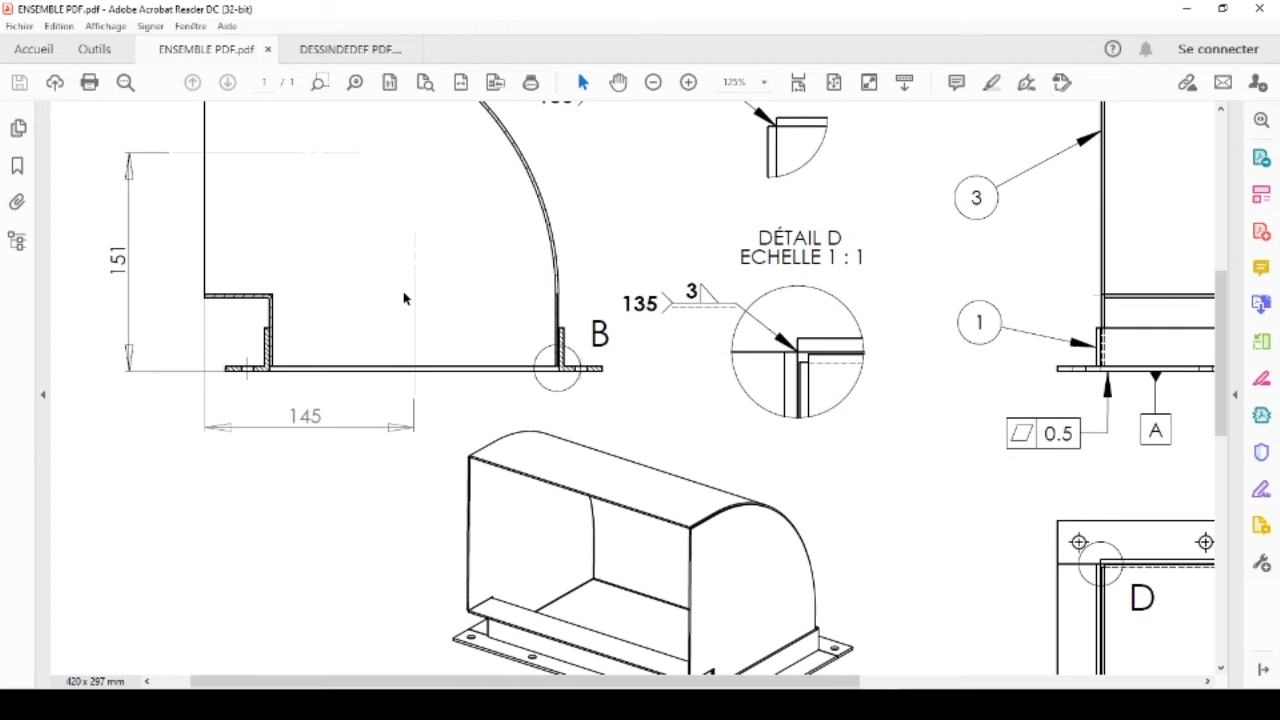 ENSEMBLE PDF.pdf - Adobe Acrobat Reader DC (32-bit)
Fichier Edition Affichage Signer Fenêtre Aide
Accueil Outils ENSEMBLE PDF.pdf × DESSINDEDEF PDF.... Se connecter
1 / 1 125%
3
DÉTAIL D
ECHELLE 1 : 1
151
135 3
B
1
145
0.5
A
D
420 x 297 mm